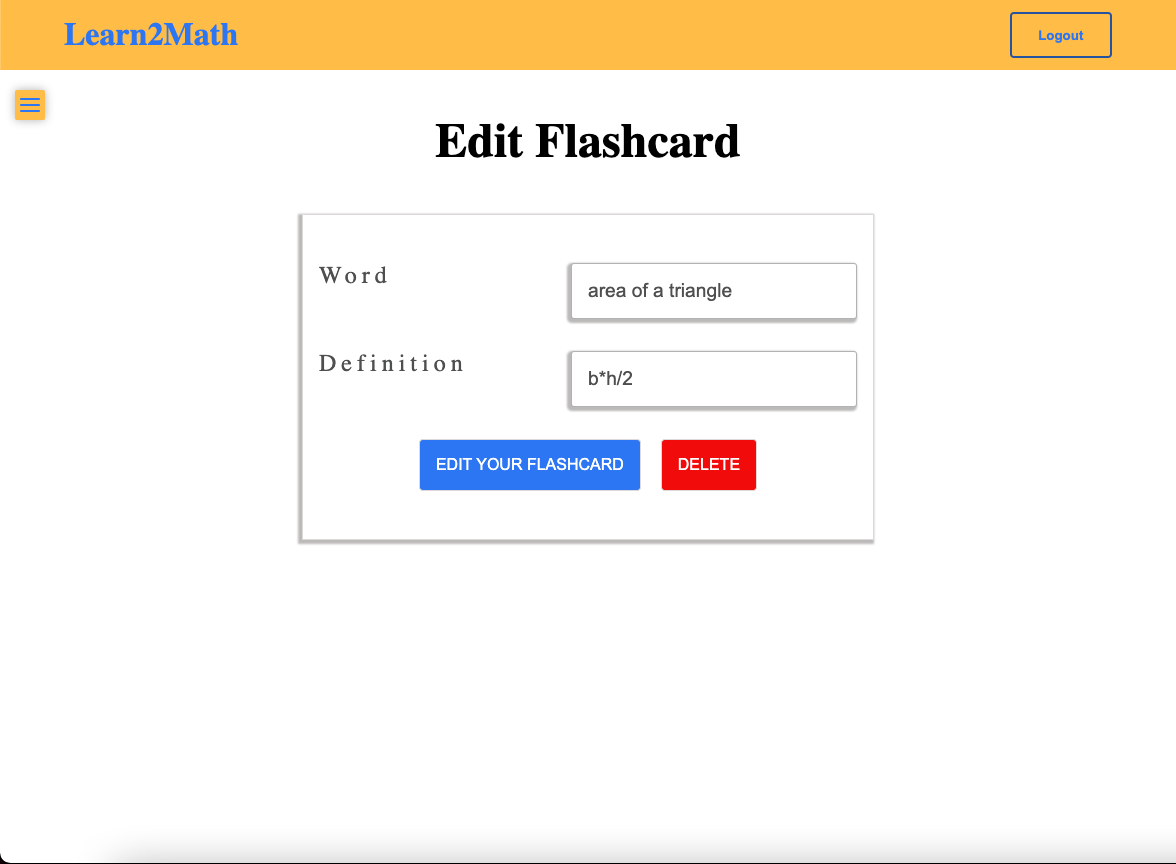 Learn2Math
Logout
Edit Flashcard
Word
area of a triangle
Definition
b*h/2
EDIT YOUR FLASHCARD
DELETE